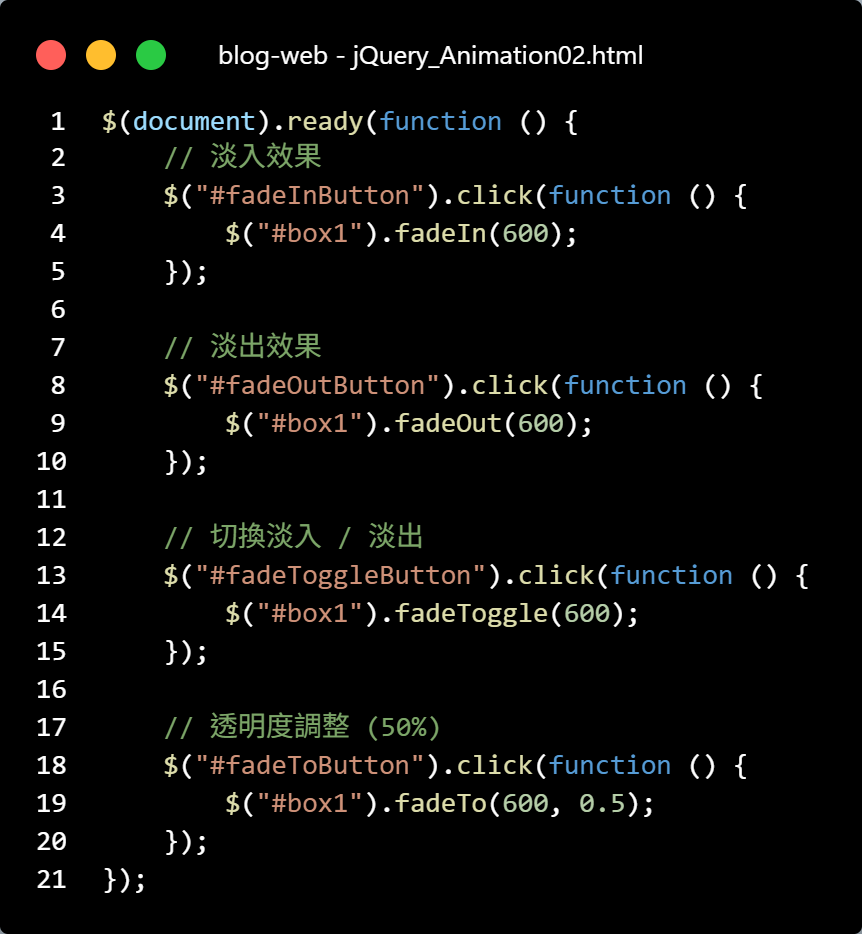 blog-web - jQuery_Animation02.html
1 $(document).ready(function () {
2     // 淡入效果
3     $("#fadeInButton").click(function () {
4         $("#box1").fadeIn(600);
5     });
6
7     // 淡出效果
8     $("#fadeOutButton").click(function () {
9         $("#box1").fadeOut(600);
10     });
11
12     // 切換淡入 / 淡出
13     $("#fadeToggleButton").click(function () {
14         $("#box1").fadeToggle(600);
15     });
16
17     // 透明度調整 (50%)
18     $("#fadeToButton").click(function () {
19         $("#box1").fadeTo(600, 0.5);
20     });
21 });